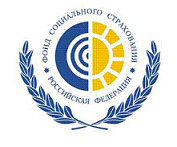 ФОНД СОЦИАЛЬНОГО СТРАХОВАНИЯ
РОССИЙСКАЯ ФЕДЕРАЦИЯ